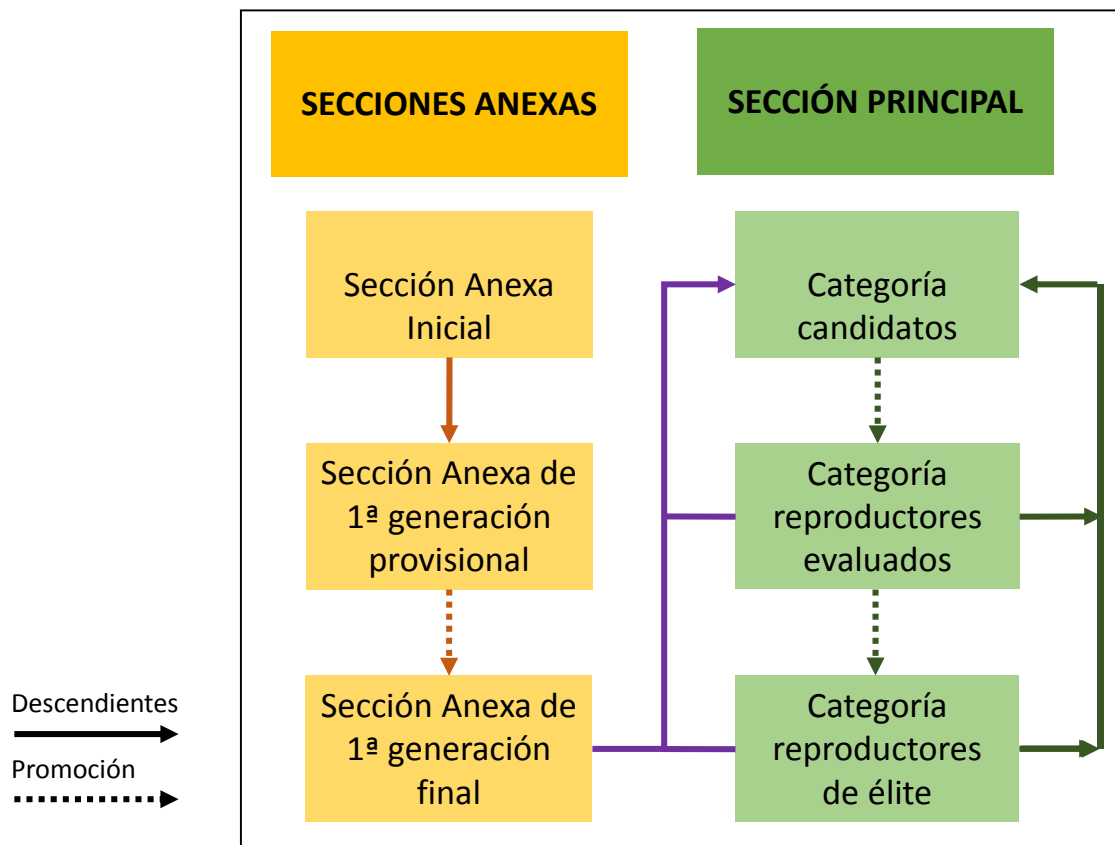 SECCIONES ANEXAS
SECCIÓN PRINCIPAL
Sección Anexa
Inicial
Categoría
candidatos
Sección Anexa de
1ª generación
provisional
Categoría
reproductores
evaluados
Sección Anexa de
1ª generación
final
Categoría
reproductores
de élite
Descendientes
Promoción